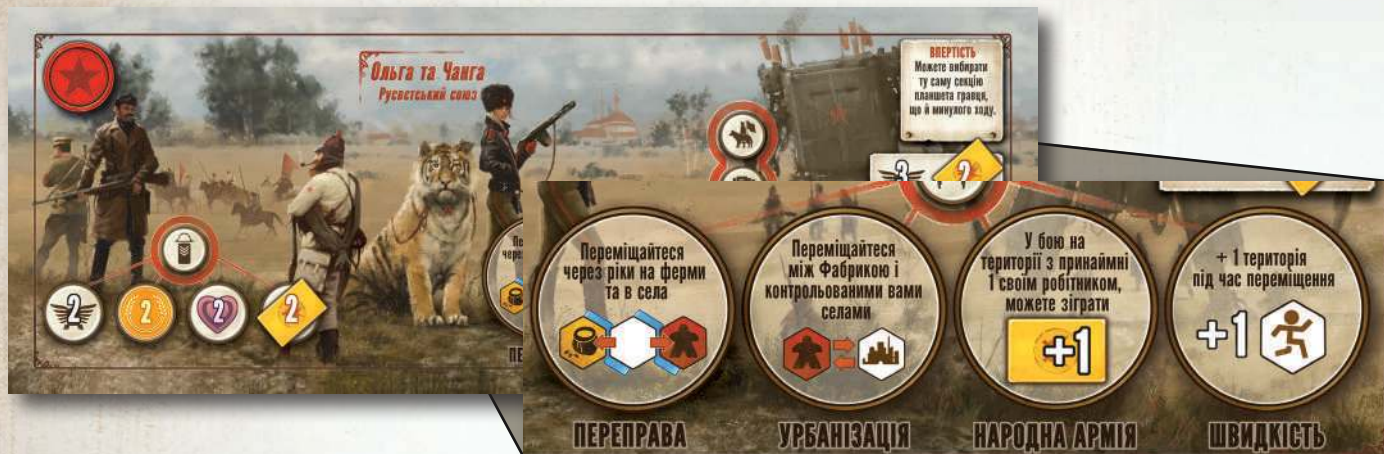 Ольга та Чанга
Русветський союз
ВПЕРТІСТЬ
Можете вибирати
ту саму секцію
планшета гравця,
що й минулого ходу.
3
2
2
2
2
2
Переміщайтеся
через ріки на ферми
та в села
Переміщайтеся
між Фабрикою і
контрольованими вами
селами
У бою на
території з принаймні
1 своїм робітником,
можете зіграти
+1
+ 1 територія
під час переміщення
+1
ПЕРЕПРАВА
УРБАНІЗАЦІЯ
НАРОДНА АРМІЯ
ШВИДКІСТЬ